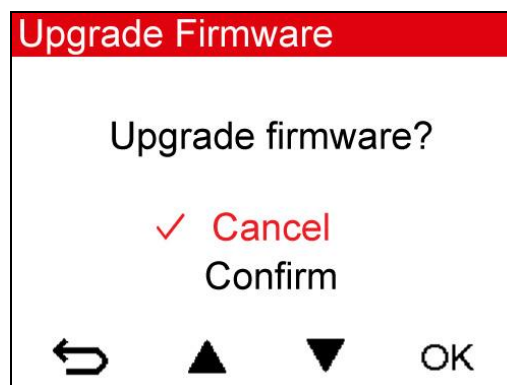 Upgrade Firmware
Upgrade firmware?
✓ Cancel
Confirm
OK